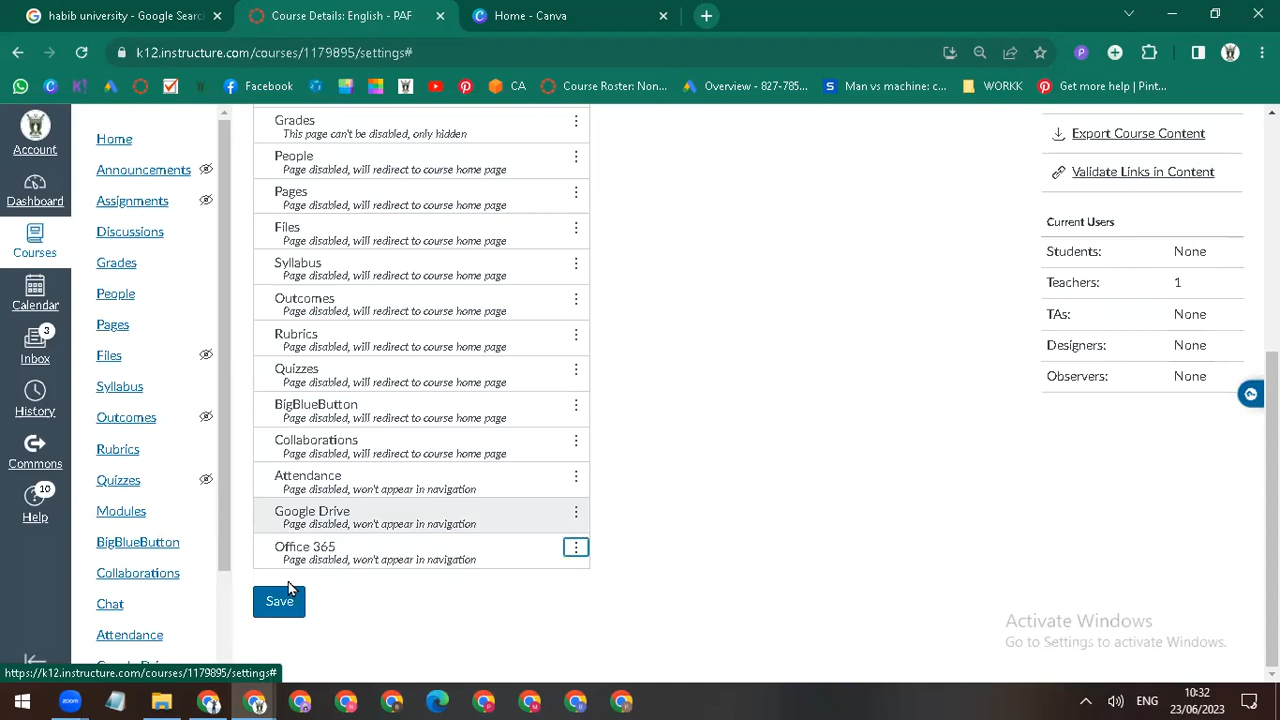 habib university - Google Searc
Course Details: English - PAF
Home - Canva
k12.instructure.com/courses/1179895/settings#
Facebook
CA
Course Roster: Non...
Overview - 827-785...
Man vs machine: c...
WORKK
Get more help | Pint...
Account
Dashboard
Courses
Calendar
3
Inbox
History
Commons
10
Help
Home
Announcements
Assignments
Discussions
Grades
People
Pages
Files
Syllabus
Outcomes
Rubrics
Quizzes
Modules
BigBlueButton
Collaborations
Chat
Attendance
Grades
This page can't be disabled, only hidden
People
Page disabled, will redirect to course home page
Pages
Page disabled, will redirect to course home page
Files
Page disabled, will redirect to course home page
Syllabus
Page disabled, will redirect to course home page
Outcomes
Page disabled, will redirect to course home page
Rubrics
Page disabled, will redirect to course home page
Quizzes
Page disabled, will redirect to course home page
BigBlueButton
Page disabled, will redirect to course home page
Collaborations
Page disabled, will redirect to course home page
Attendance
Page disabled, won't appear in navigation
Google Drive
Page disabled, won't appear in navigation
Office 365
Page disabled, won't appear in navigation
Save
Export Course Content
Validate Links in Content
Current Users
Students: None
Teachers: 1
TAs: None
Designers: None
Observers: None
Activate Windows
Go to Settings to activate Windows.
https://k12.instructure.com/courses/1179895/settings#
zoom
ENG
10:32
23/06/2023